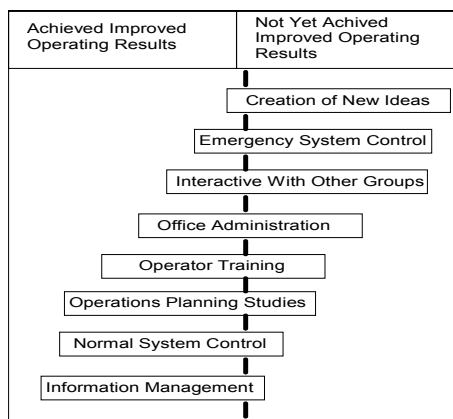 Achieved Improved
Operating Results
Not Yet Achived
Improved Operating
Results
Creation of New Ideas
Emergency System Control
Interactive With Other Groups
Office Administration
Operator Training
Operations Planning Studies
Normal System Control
Information Management